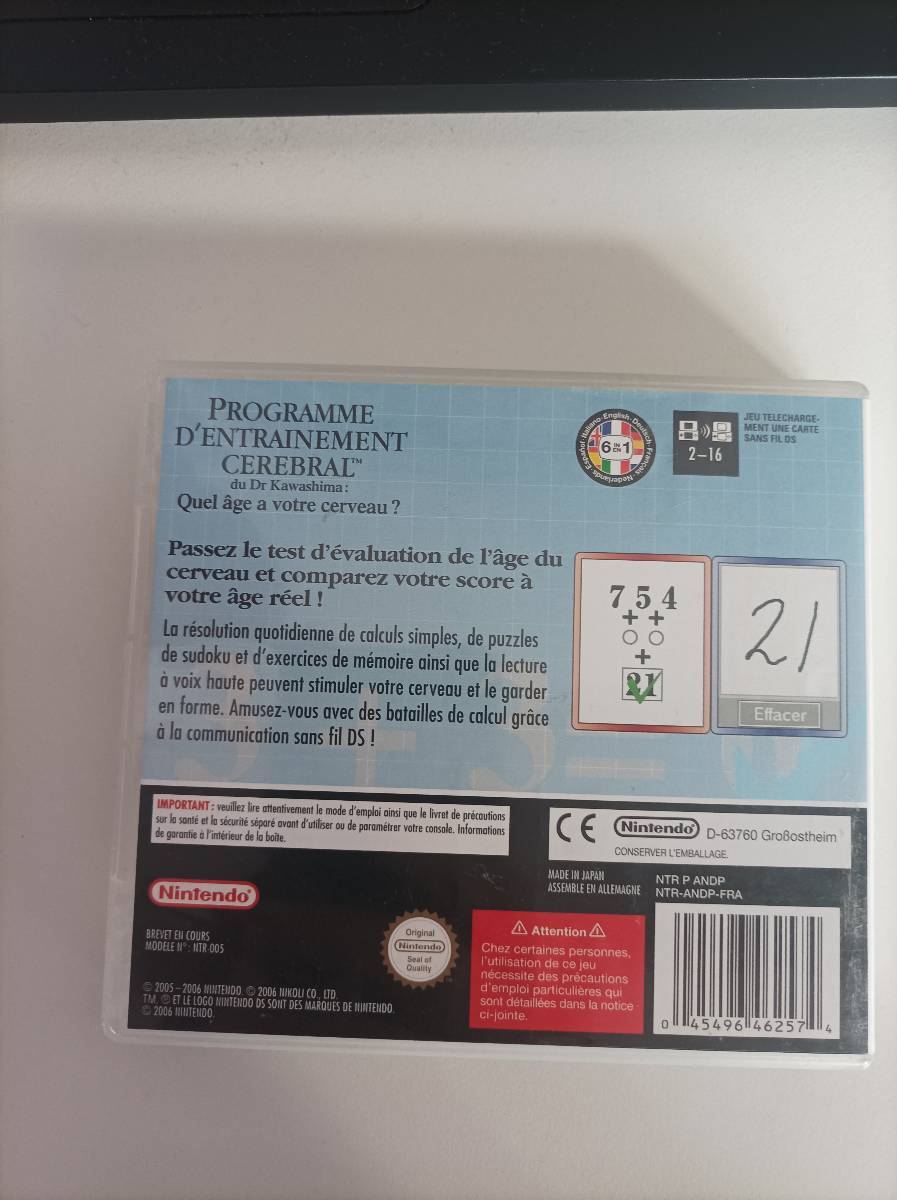 PROGRAMME
D'ENTRAINEMENT
CEREBRAL™
du Dr Kawashima :
Quel âge a votre cerveau ?
English · Deutsch · Français · Nederlands · Español · Italiano
6 IN EN 1
2–16
JEU TELECHARGE-
MENT UNE CARTE
SANS FIL DS
Passez le test d'évaluation de l'âge du
cerveau et comparez votre score à
votre âge réel !
La résolution quotidienne de calculs simples, de puzzles
de sudoku et d'exercices de mémoire ainsi que la lecture
à voix haute peuvent stimuler votre cerveau et le garder
en forme. Amusez-vous avec des batailles de calcul grâce
à la communication sans fil DS !
7 5 4
+ +
○ ○
+
21
21
Effacer
IMPORTANT : veuillez lire attentivement le mode d'emploi ainsi que le livret de précautions
sur la santé et la sécurité séparé avant d'utiliser ou de paramétrer votre console. Informations
de garantie à l'intérieur de la boîte.
CE Nintendo® D-63760 Großostheim
CONSERVER L'EMBALLAGE.
MADE IN JAPAN
ASSEMBLE EN ALLEMAGNE
NTR P ANDP
NTR-ANDP-FRA
Nintendo®
BREVET EN COURS
MODELE N° : NTR-005
Original
Nintendo
Seal of
Quality
⚠ Attention ⚠
Chez certaines personnes,
l'utilisation de ce jeu
nécessite des précautions
d'emploi particulières qui
sont détaillées dans la notice
ci-jointe.
© 2005 – 2006 NINTENDO. © 2006 NIKOLI CO., LTD.
TM, ® ET LE LOGO NINTENDO DS SONT DES MARQUES DE NINTENDO.
© 2006 NINTENDO.
0 45496 46257 4